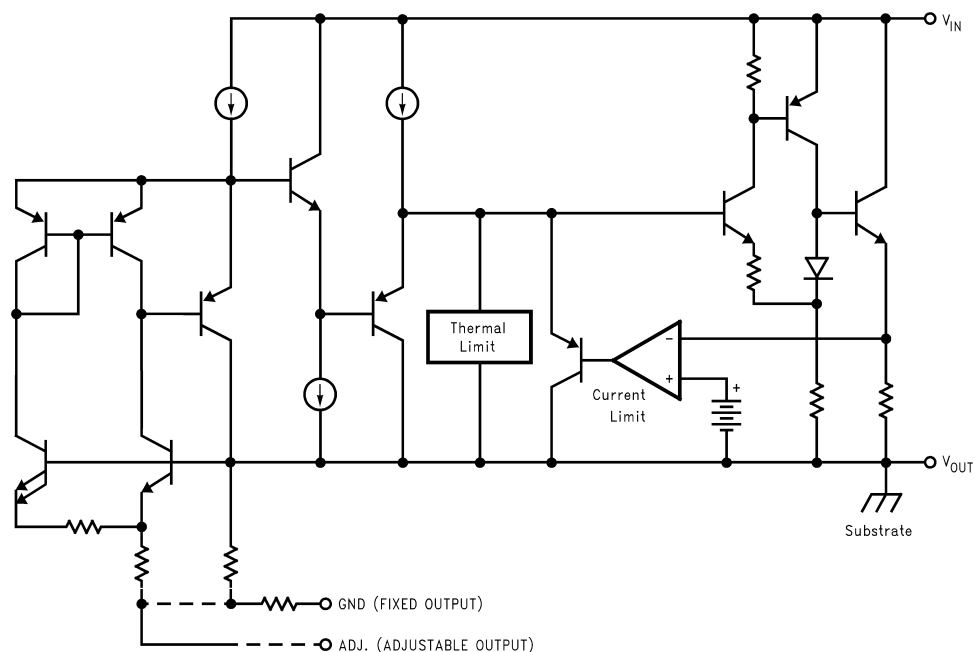 V_IN
Thermal
Limit
−
+
+
Current
Limit
V_OUT
Substrate
GND (FIXED OUTPUT)
ADJ. (ADJUSTABLE OUTPUT)